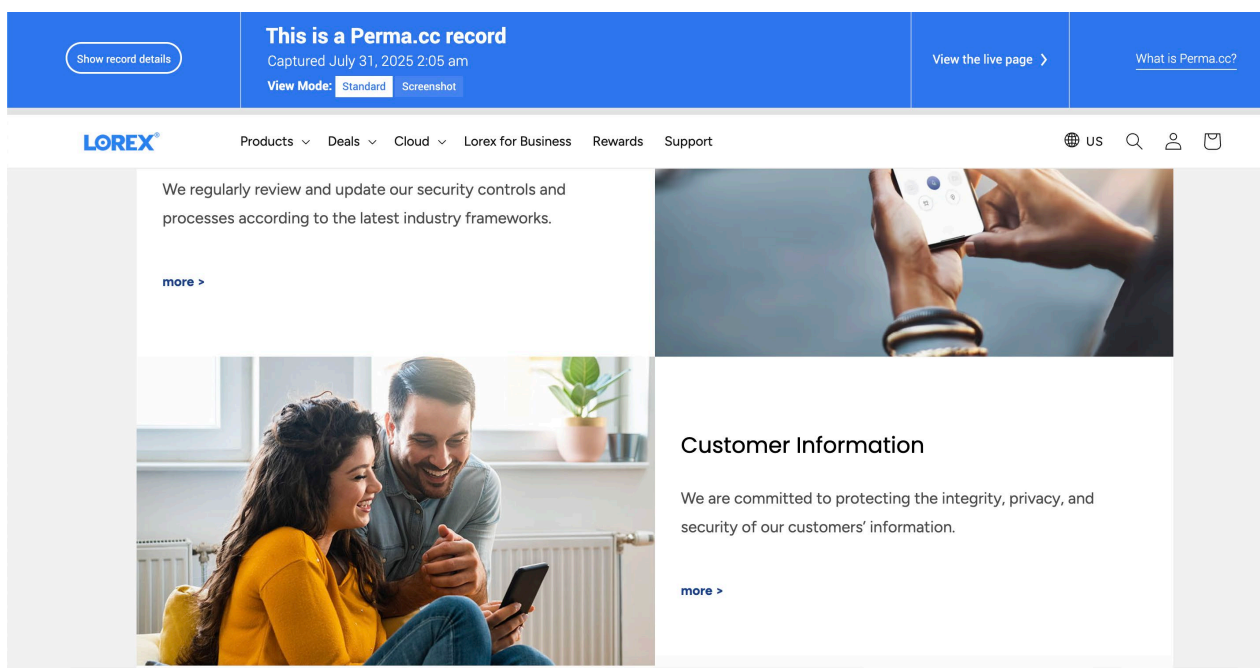 Show record details
This is a Perma.cc record
Captured July 31, 2025 2:05 am
View Mode: Standard Screenshot
View the live page ❯
What is Perma.cc?
LOREX®
Products Deals Cloud Lorex for Business Rewards Support
US
We regularly review and update our security controls and
processes according to the latest industry frameworks.
more >
Customer Information
We are committed to protecting the integrity, privacy, and
security of our customers’ information.
more >